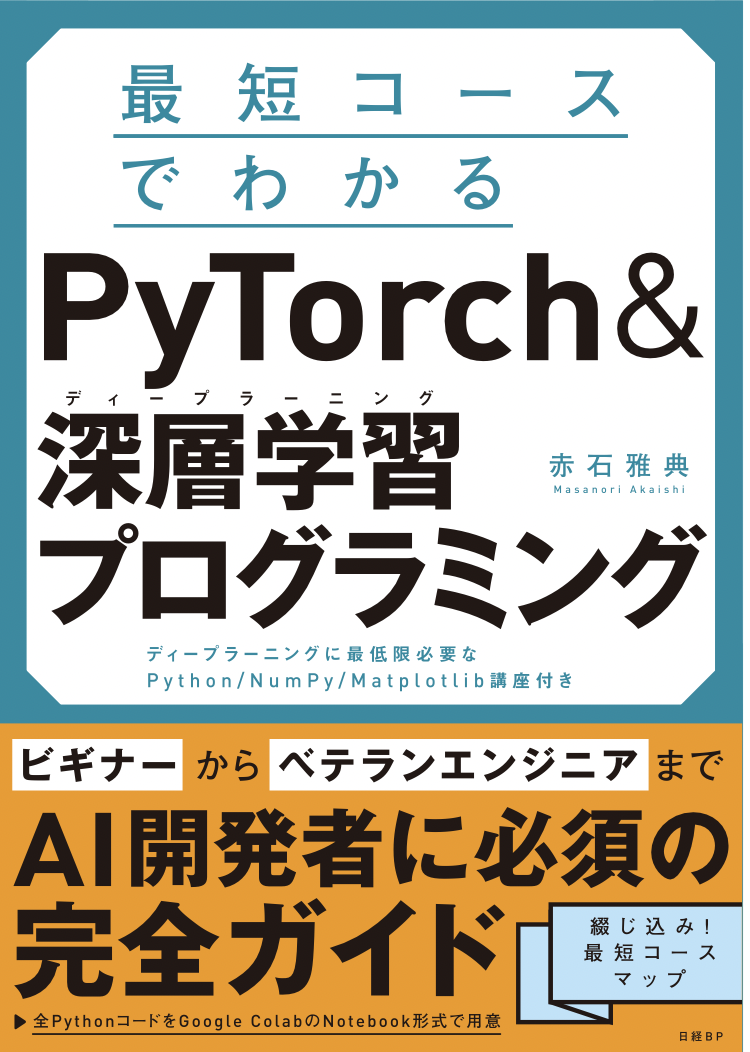 最短コース
でわかる
PyTorch&
ディープラーニング
深層学習
赤石雅典
Masanori Akaishi
プログラミング
ディープラーニングに最低限必要な
Python/NumPy/Matplotlib講座付き
ビギナーからベテランエンジニアまで
AI開発者に必須の
完全ガイド
綴じ込み!
最短コース
マップ
▶全PythonコードをGoogle ColabのNotebook形式で用意
日経BP